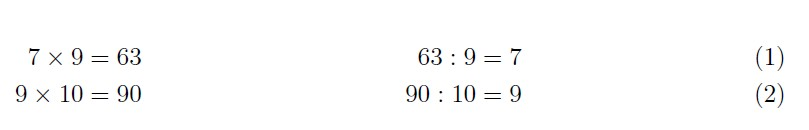 7 × 9 = 63 63 : 9 = 7 (1)
9 × 10 = 90 90 : 10 = 9 (2)